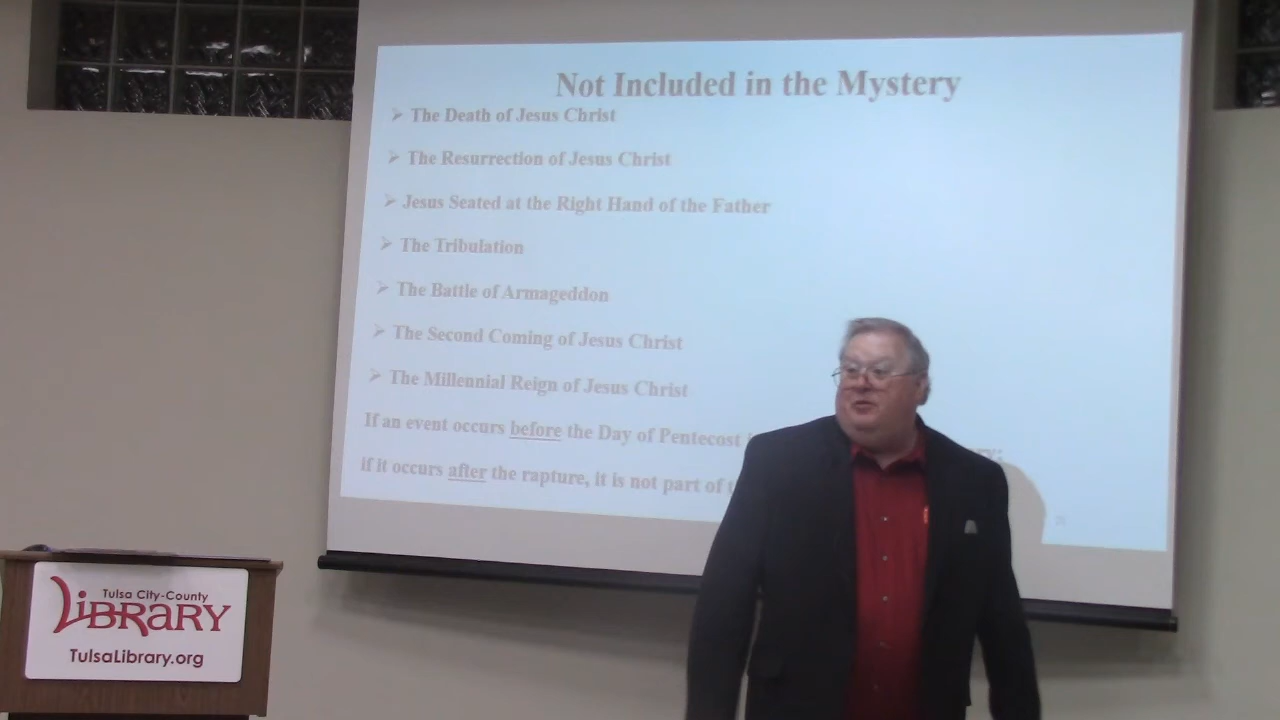 Not Included in the Mystery
➢ The Death of Jesus Christ
➢ The Resurrection of Jesus Christ
➢ Jesus Seated at the Right Hand of the Father
➢ The Tribulation
➢ The Battle of Armageddon
➢ The Second Coming of Jesus Christ
➢ The Millennial Reign of Jesus Christ
If an event occurs before the Day of Pentecost
if it occurs after the rapture, it is not part of
Tulsa City-County
LIBRARY
TulsaLibrary.org